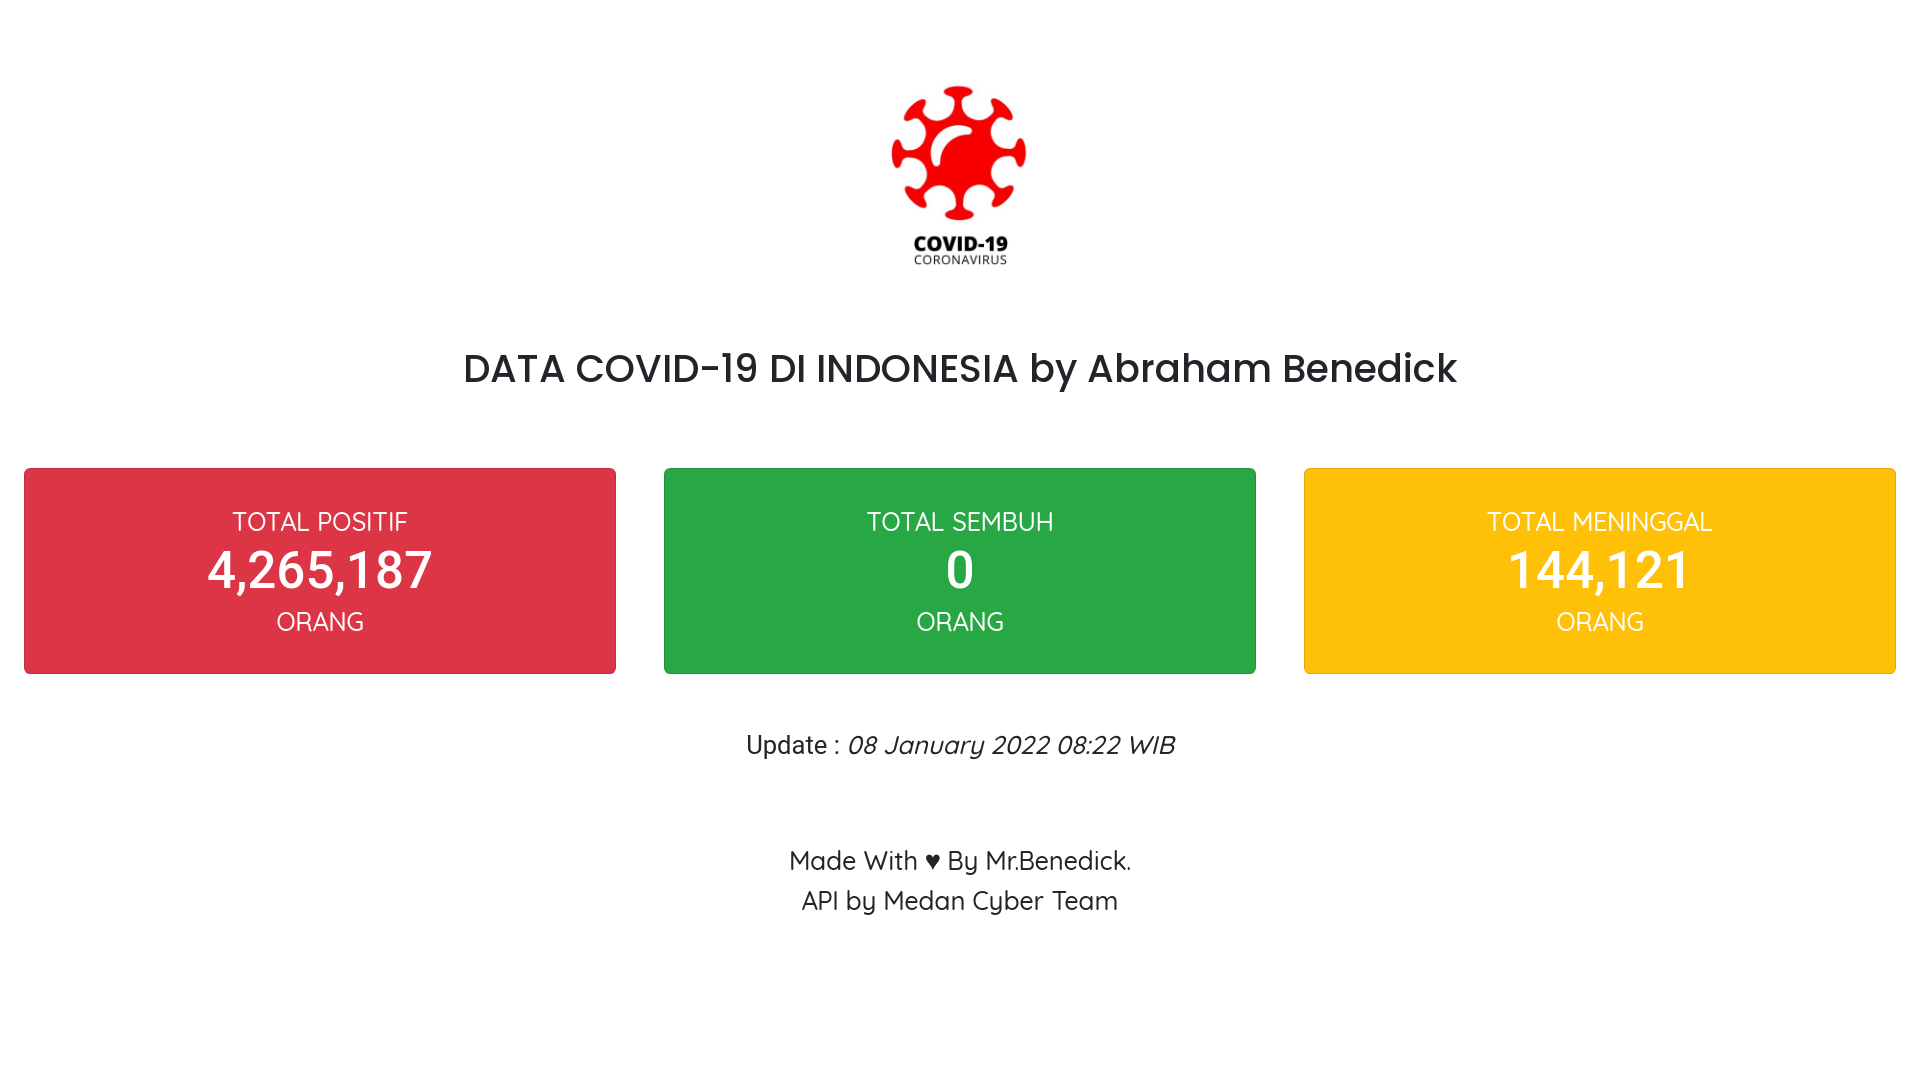 COVID-19
CORONAVIRUS
DATA COVID-19 DI INDONESIA by Abraham Benedick
TOTAL POSITIF
4,265,187
ORANG
TOTAL SEMBUH
0
ORANG
TOTAL MENINGGAL
144,121
ORANG
Update : 08 January 2022 08:22 WIB
Made With ♥ By Mr.Benedick.
API by Medan Cyber Team